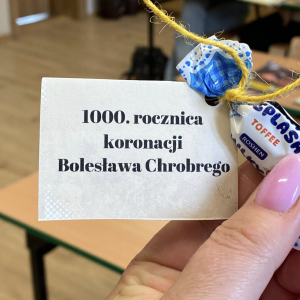 1000. rocznica
koronacji
Bolesława Chrobrego
SPLASH
TOFFEE
ROSHEN